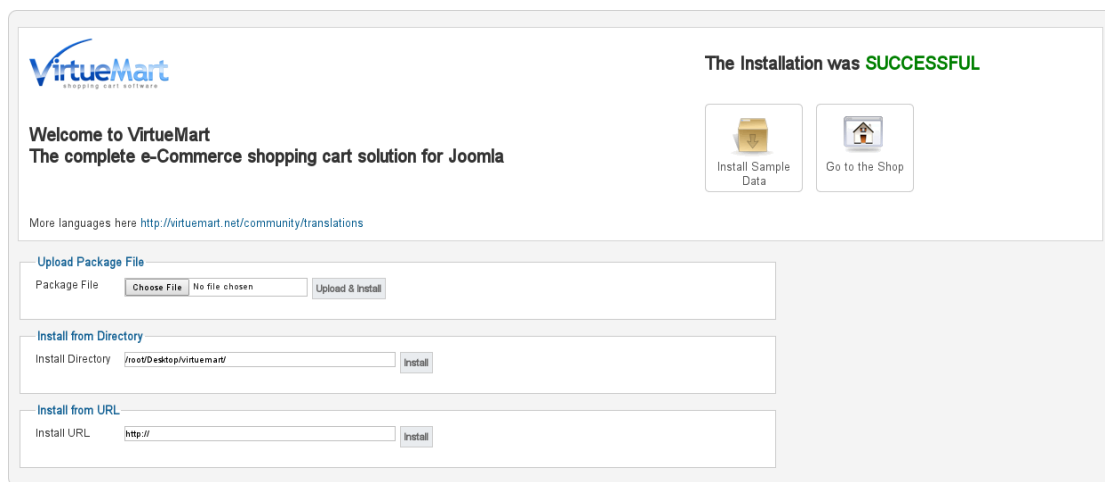 VirtueMart
shopping cart software
The Installation was SUCCESSFUL
Install Sample
Data
Go to the Shop
Welcome to VirtueMart
The complete e-Commerce shopping cart solution for Joomla
More languages here http://virtuemart.net/community/translations
Upload Package File
Package File Choose File No file chosen Upload & Install
Install from Directory
Install Directory /root/Desktop/virtuemart/ Install
Install from URL
Install URL http:// Install